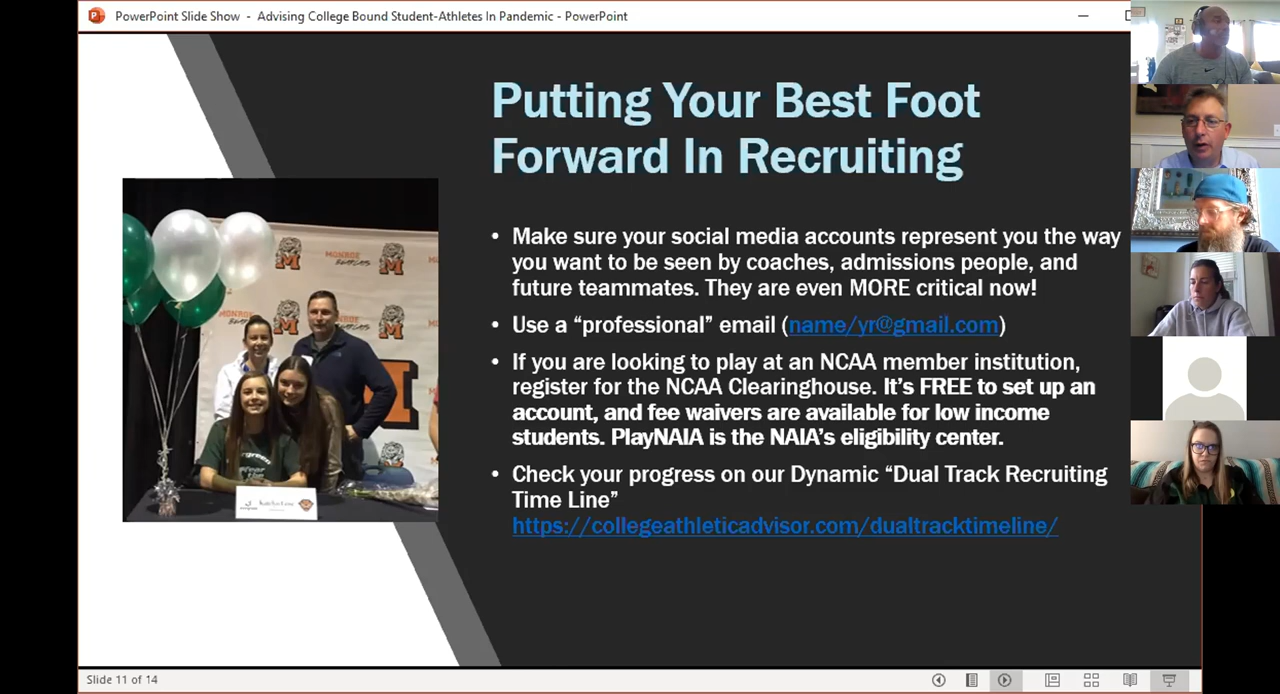 PowerPoint Slide Show - Advising College Bound Student-Athletes In Pandemic - PowerPoint
Putting Your Best Foot
Forward In Recruiting
• Make sure your social media accounts represent you the way
you want to be seen by coaches, admissions people, and
future teammates. They are even MORE critical now!
• Use a “professional” email (name/yr@gmail.com)
• If you are looking to play at an NCAA member institution,
register for the NCAA Clearinghouse. It’s FREE to set up an
account, and fee waivers are available for low income
students. PlayNAIA is the NAIA’s eligibility center.
• Check your progress on our Dynamic “Dual Track Recruiting
Time Line”
https://collegeathleticadvisor.com/dualtracktimeline/
M
MONROE
M
MONROE
M
M
Slide 11 of 14